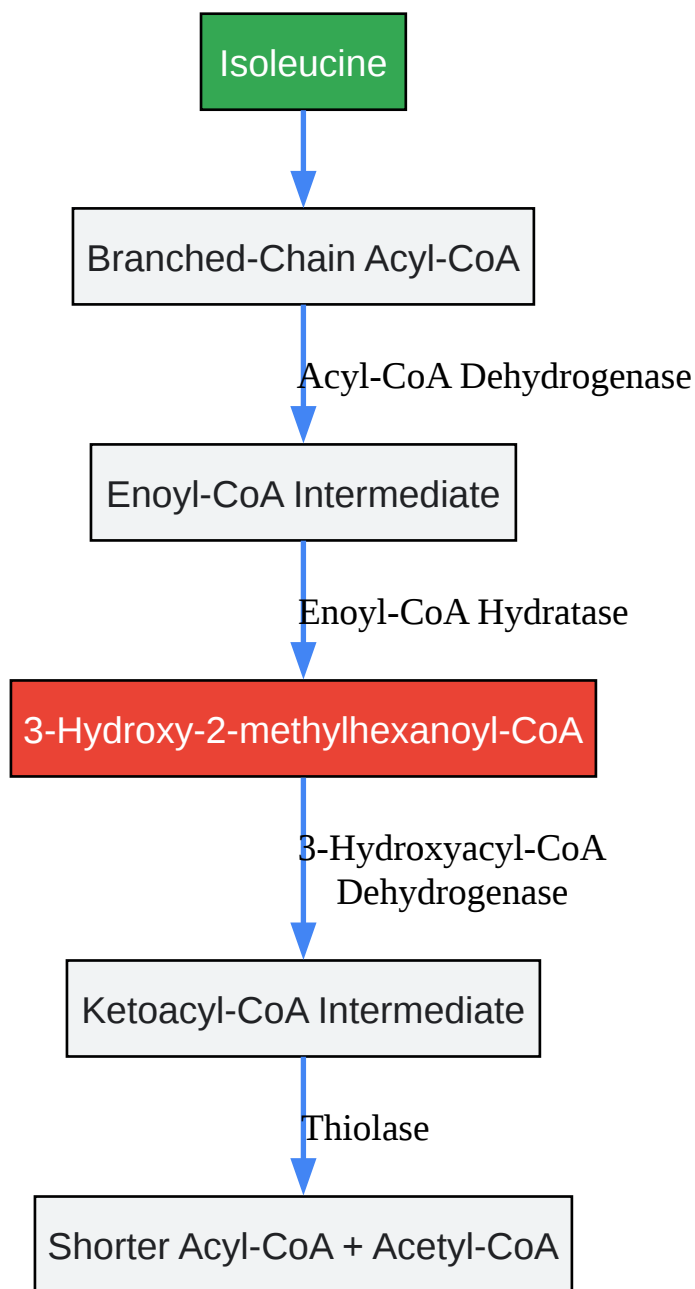 Isoleucine
Branched-Chain Acyl-CoA
Acyl-CoA Dehydrogenase
Enoyl-CoA Intermediate
Enoyl-CoA Hydratase
3-Hydroxy-2-methylhexanoyl-CoA
3-Hydroxyacyl-CoA
Dehydrogenase
Ketoacyl-CoA Intermediate
Thiolase
Shorter Acyl-CoA + Acetyl-CoA